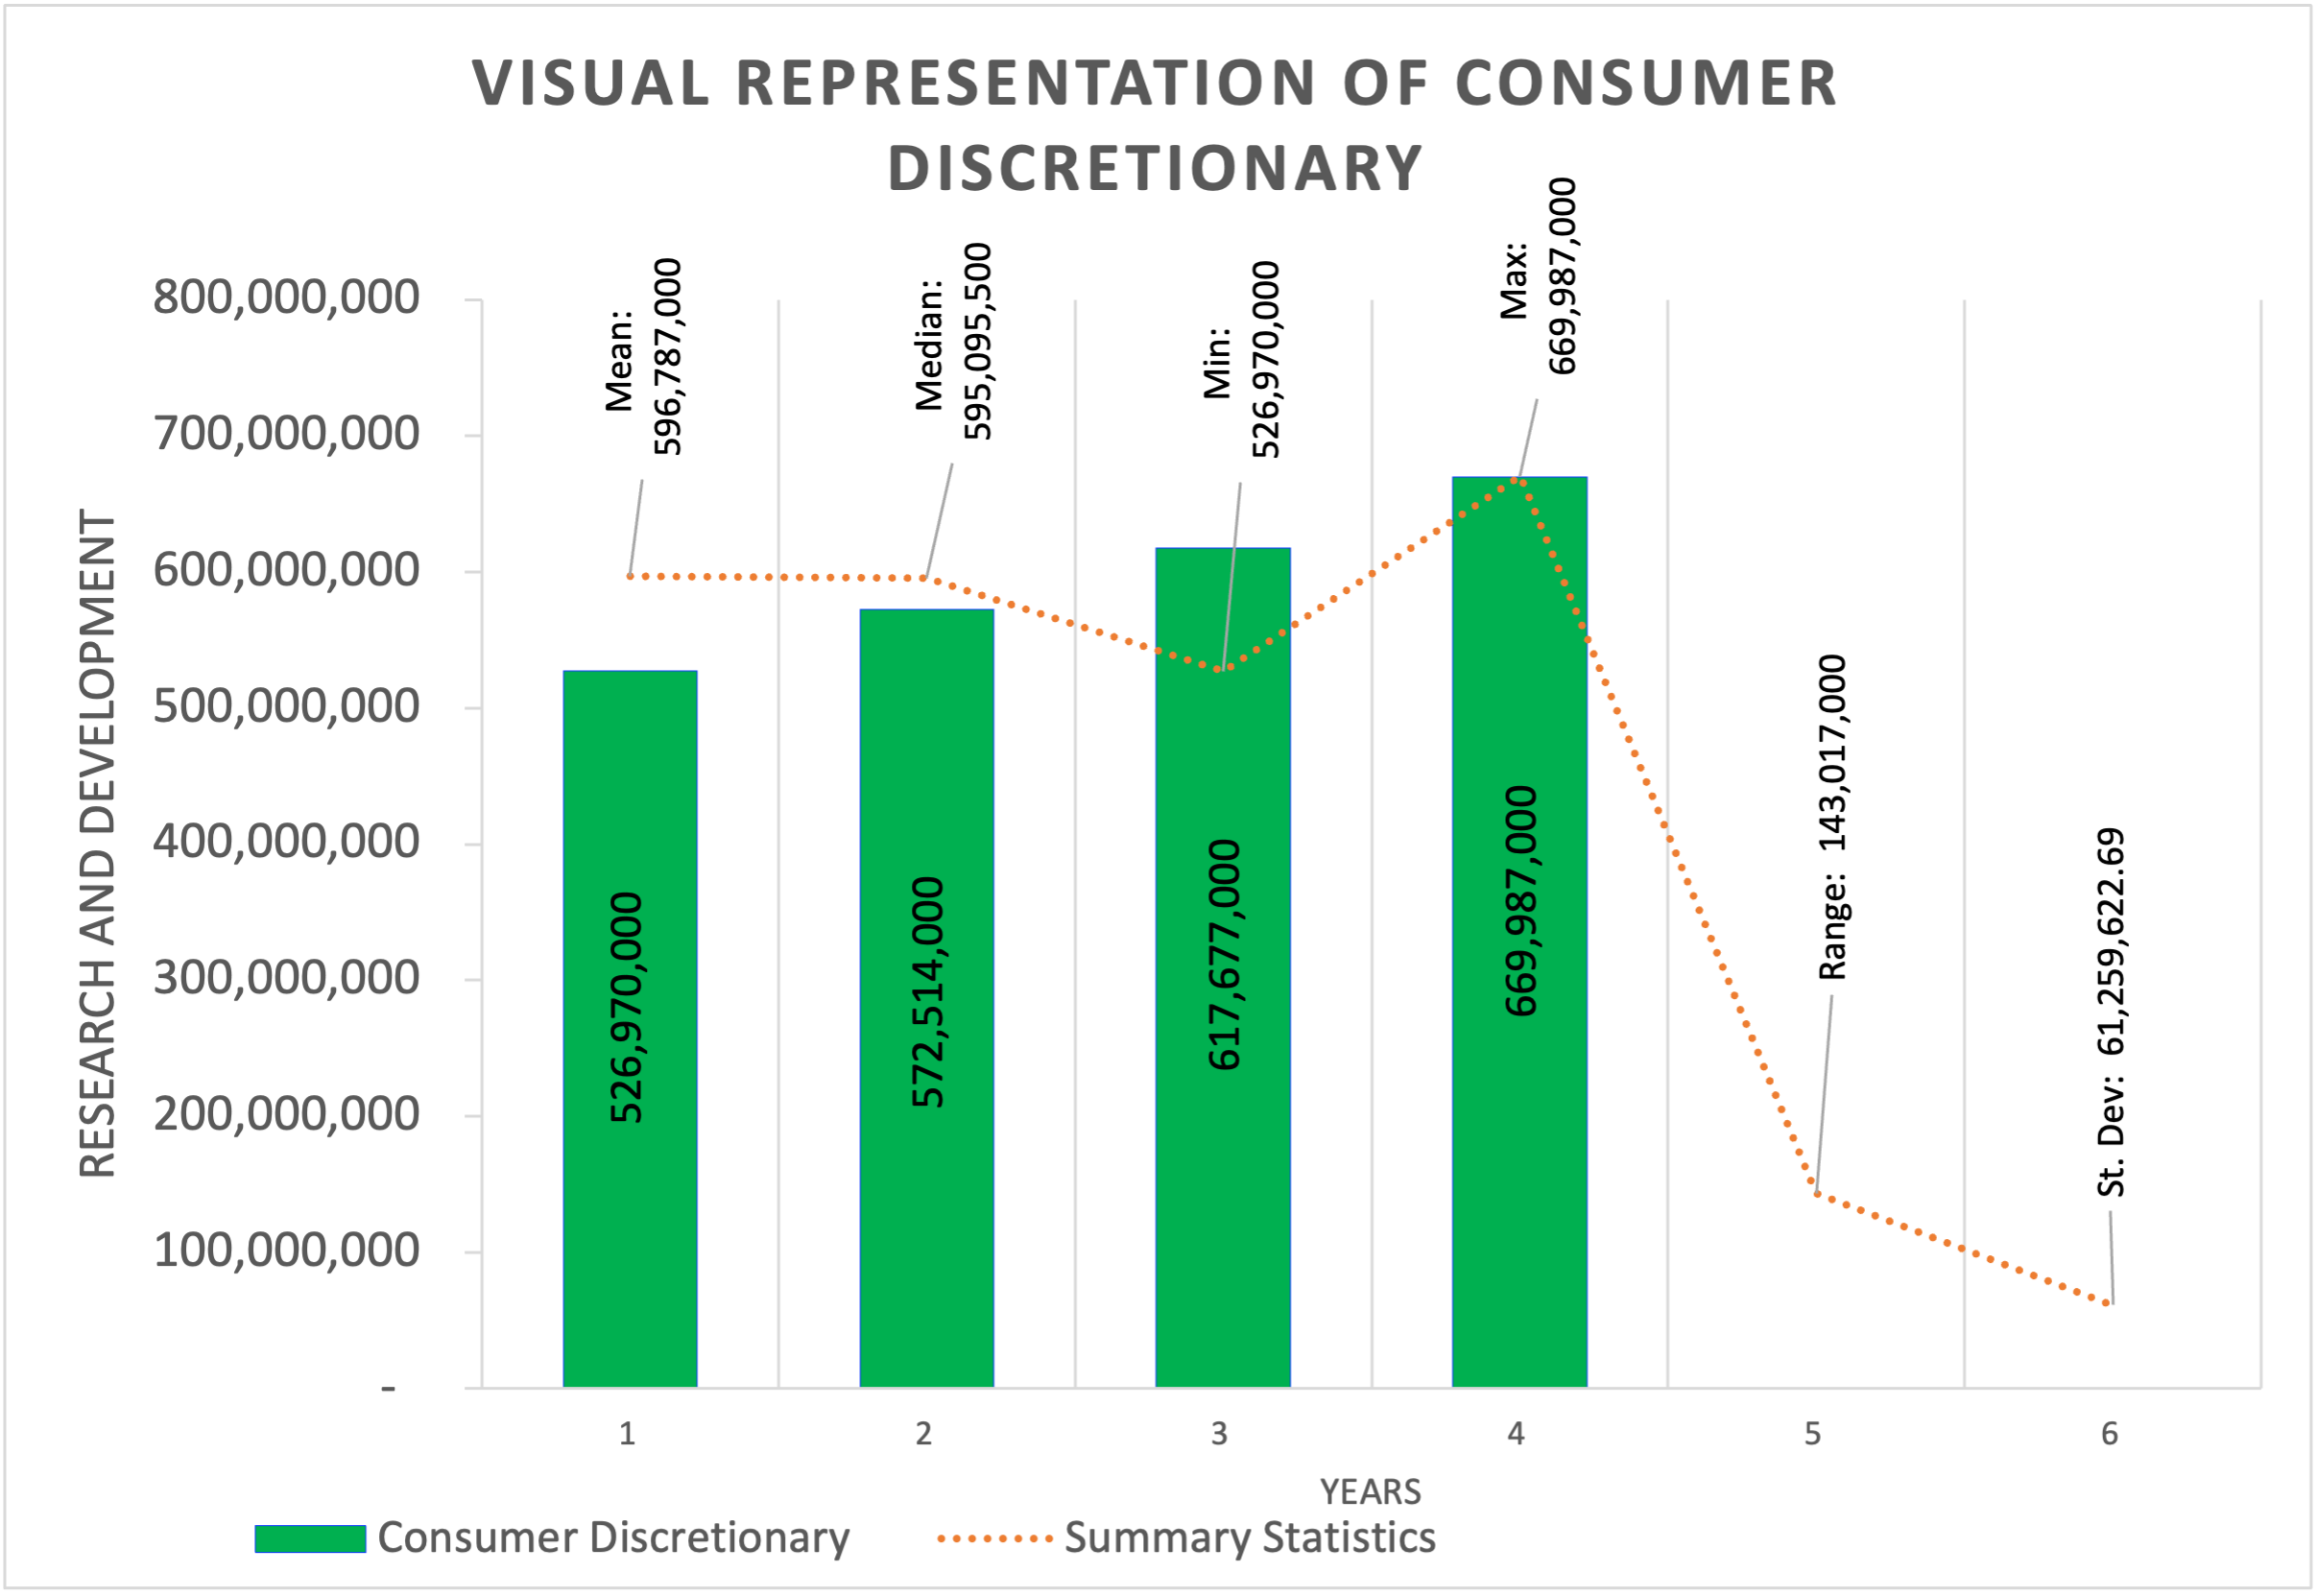 VISUAL REPRESENTATION OF CONSUMER
DISCRETIONARY
RESEARCH AND DEVELOPMENT
800,000,000
700,000,000
600,000,000
500,000,000
400,000,000
300,000,000
200,000,000
100,000,000
-
Mean:
596,787,000
Median:
595,095,500
Min:
526,970,000
Max:
669,987,000
Range: 143,017,000
St. Dev: 61,259,622.69
526,970,000
572,514,000
617,677,000
669,987,000
1
2
3
4
5
6
YEARS
Consumer Discretionary
Summary Statistics